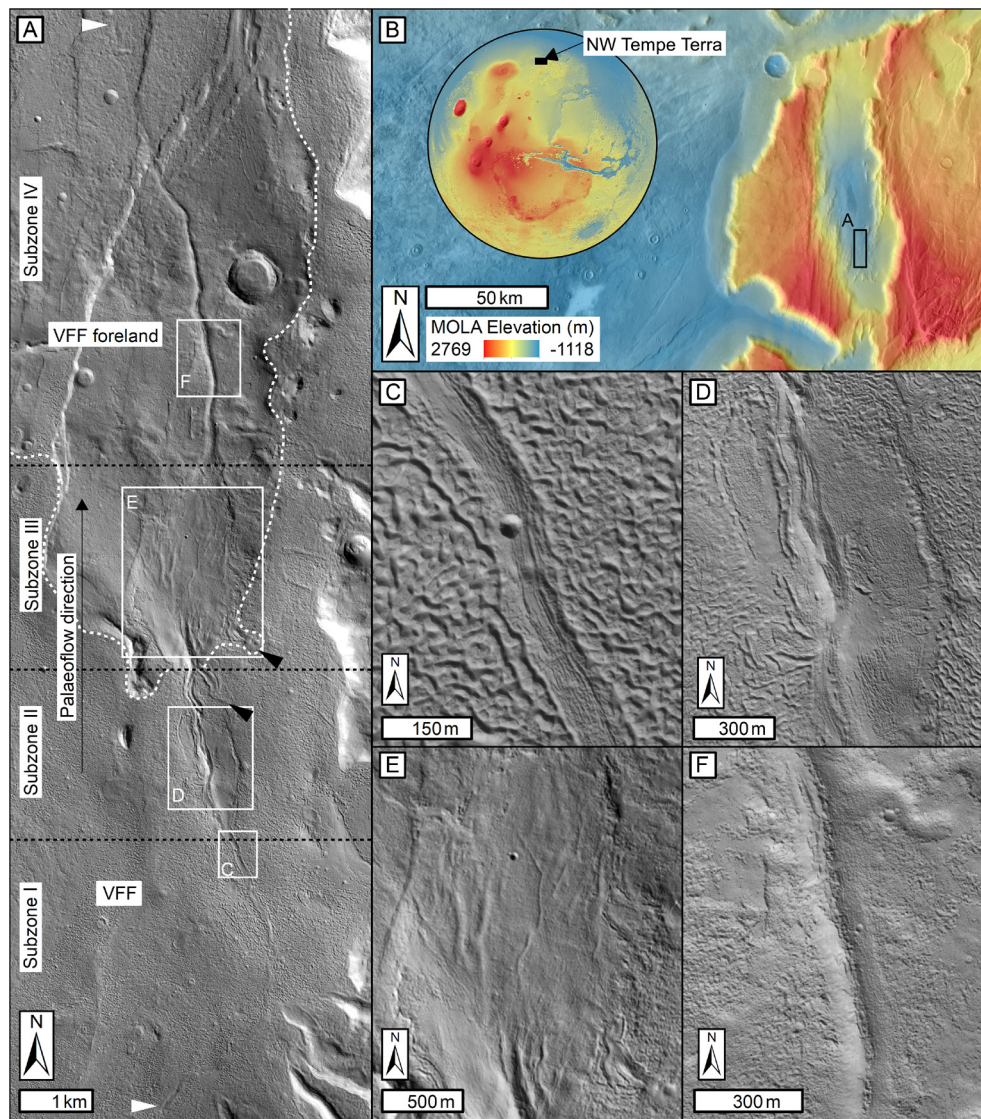 A
Subzone IV
VFF foreland
F
E
Subzone III
Palaeoflow direction
Subzone II
D
C
VFF
Subzone I
N
1 km
B
NW Tempe Terra
A
N
50 km
MOLA Elevation (m)
2769 -1118
C
N
150 m
D
N
300 m
E
N
500 m
F
N
300 m